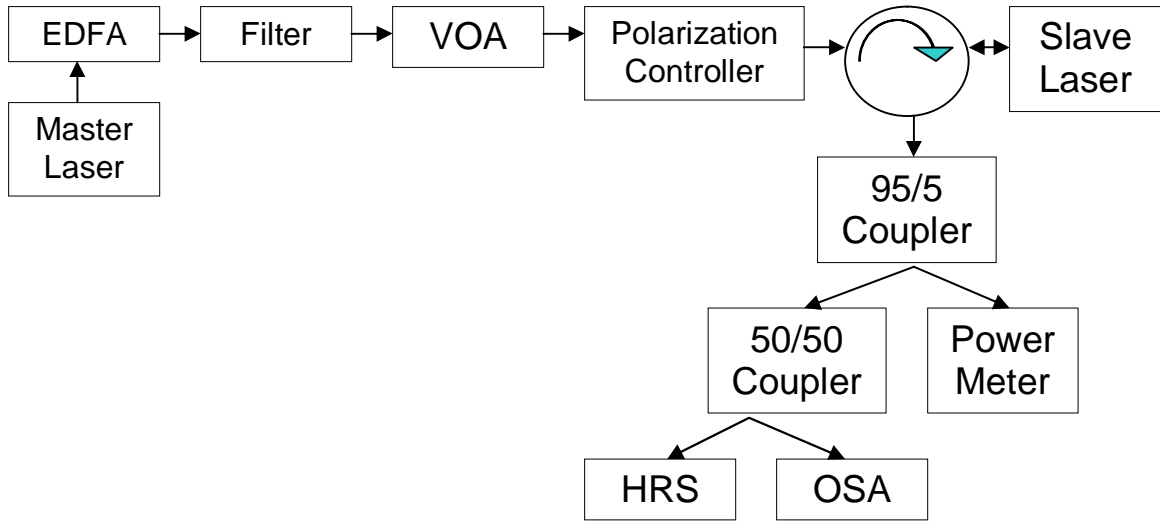 EDFA
Filter
VOA
Polarization
Controller
Slave
Laser
Master
Laser
95/5
Coupler
50/50
Coupler
Power
Meter
HRS
OSA